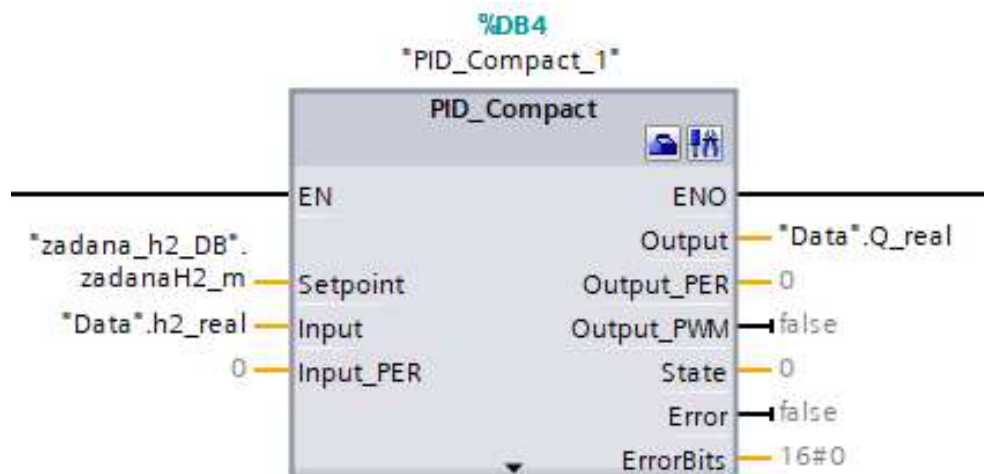 %DB4
"PID_Compact_1"
PID_Compact
EN ENO
"zadana_h2_DB".
zadanaH2_m Setpoint
"Data".h2_real Input
0 Input_PER
Output "Data".Q_real
Output_PER 0
Output_PWM false
State 0
Error false
ErrorBits 16#0